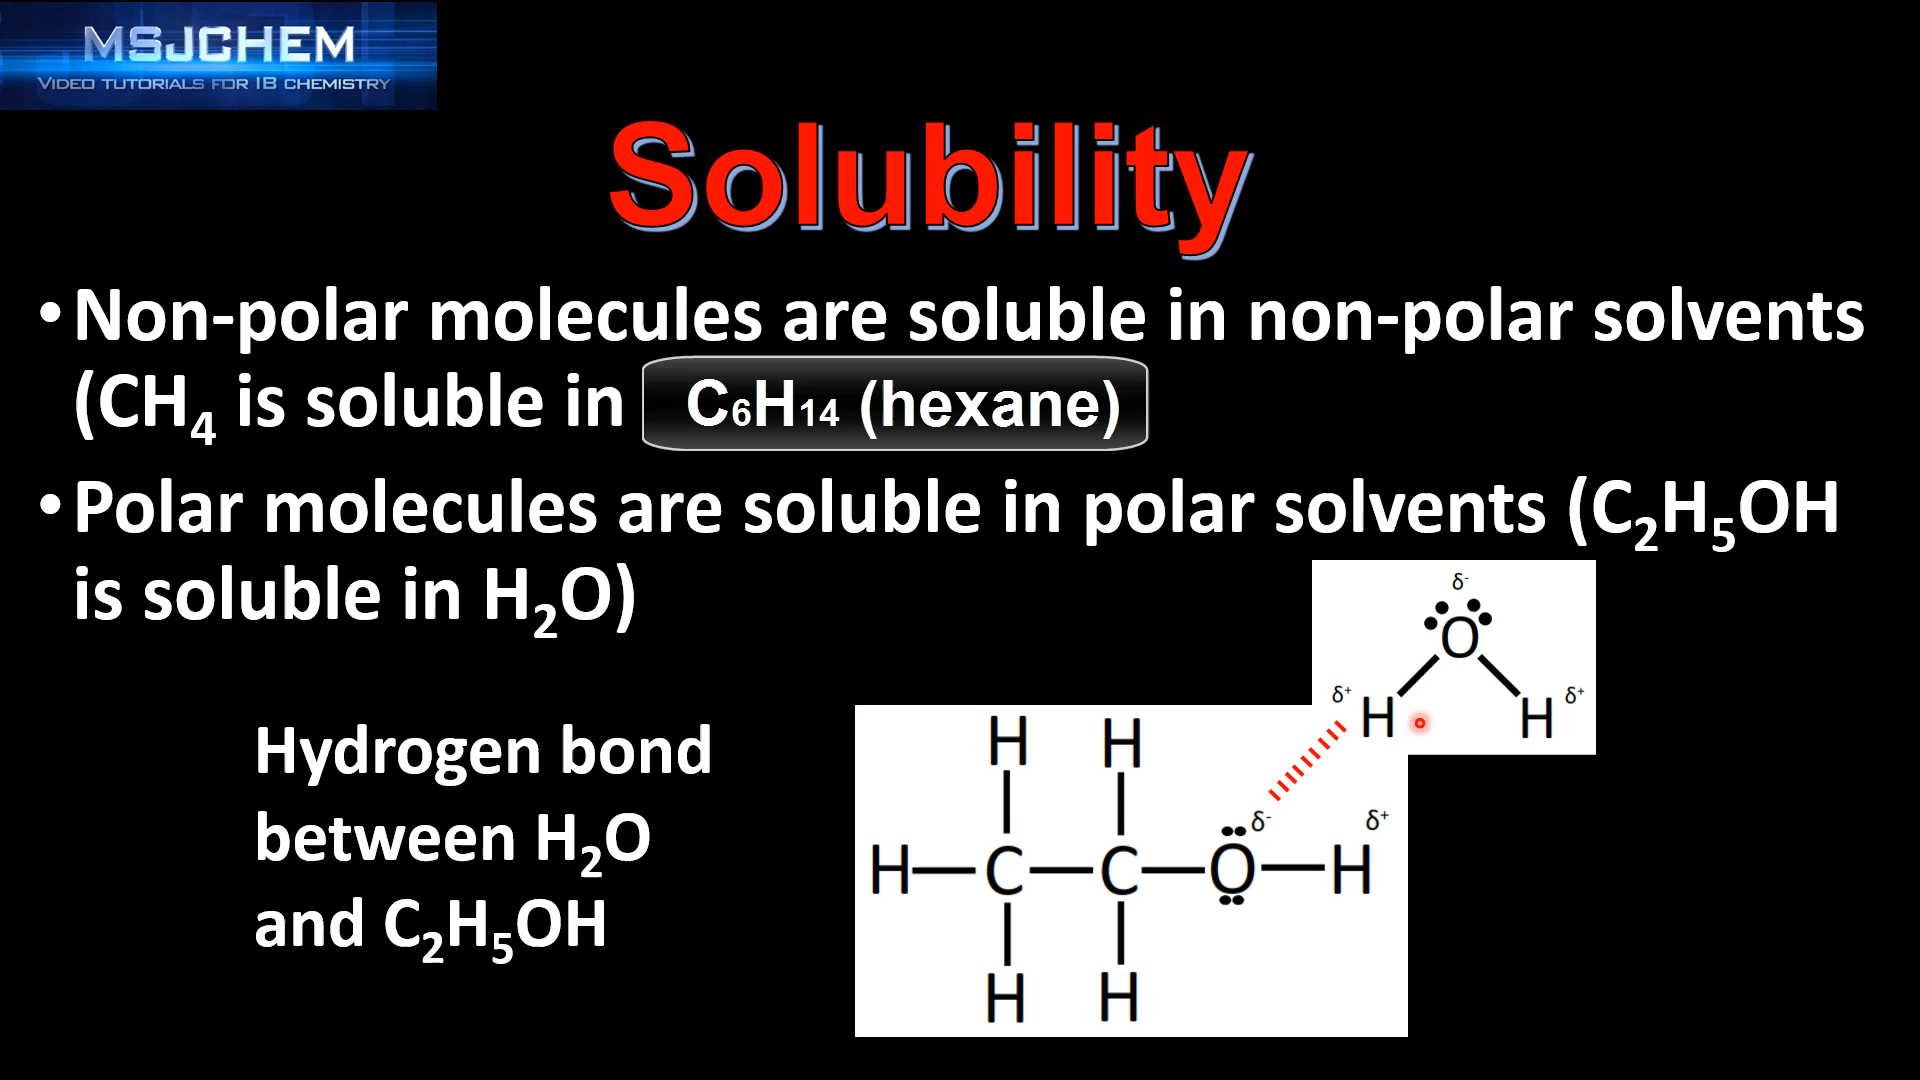 MSJCHEM
VIDEO TUTORIALS FOR IB CHEMISTRY
Solubility
•Non-polar molecules are soluble in non-polar solvents
(CH₄ is soluble in C₆H₁₄ (hexane)
•Polar molecules are soluble in polar solvents (C₂H₅OH
is soluble in H₂O)
Hydrogen bond
between H₂O
and C₂H₅OH
δ⁻
O
δ⁺ H H δ⁺
H H
δ⁻ δ⁺
H C C O H
H H